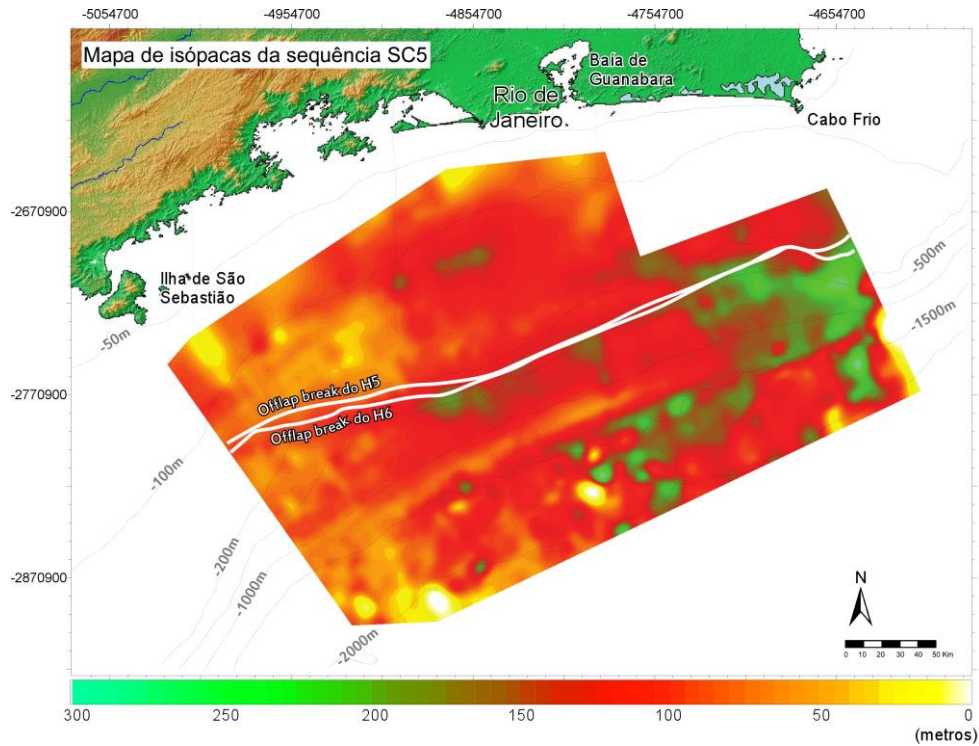 -5054700 -4954700 -4854700 -4754700 -4654700
Mapa de isópacas da sequência SC5
Baía de
Guanabara
Rio de
Janeiro
Cabo Frio
-2670900
Ilha de São
Sebastião
-50m
-500m
-1500m
-2770900
Offlap break do H5
Offlap break do H6
-100m
-200m
-2870900
-1000m
-2000m
N
0 10 20 30 40 50 Km
300 250 200 150 100 50 0
(metros)